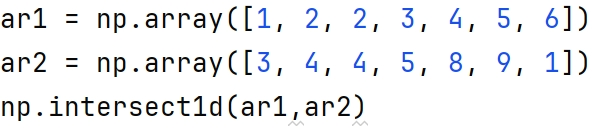 ar1 = np.array([1, 2, 2, 3, 4, 5, 6])
ar2 = np.array([3, 4, 4, 5, 8, 9, 1])
np.intersect1d(ar1,ar2)